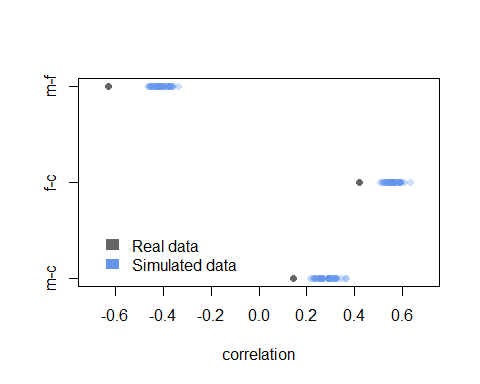 m-f
f-c
m-c
Real data
Simulated data
-0.6 -0.4 -0.2 0.0 0.2 0.4 0.6
correlation